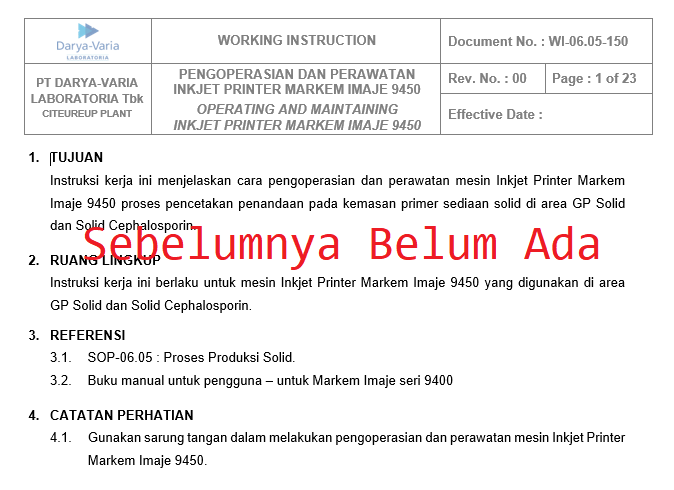 Darya-Varia
LABORATORIA
WORKING INSTRUCTION
Document No. : WI-06.05-150
PT DARYA-VARIA
LABORATORIA Tbk
CITEUREUP PLANT
PENGOPERASIAN DAN PERAWATAN
INKJET PRINTER MARKEM IMAJE 9450
OPERATING AND MAINTAINING
INKJET PRINTER MARKEM IMAJE 9450
Rev. No. : 00
Page : 1 of 23
Effective Date :
1. TUJUAN
Instruksi kerja ini menjelaskan cara pengoperasian dan perawatan mesin Inkjet Printer Markem
Imaje 9450 proses pencetakan penandaan pada kemasan primer sediaan solid di area GP Solid
dan Solid Cephalosporin.
Sebelumnya Belum Ada
2. RUANG LINGKUP
Instruksi kerja ini berlaku untuk mesin Inkjet Printer Markem Imaje 9450 yang digunakan di area
GP Solid dan Solid Cephalosporin.
3. REFERENSI
3.1. SOP-06.05 : Proses Produksi Solid.
3.2. Buku manual untuk pengguna – untuk Markem Imaje seri 9400
4. CATATAN PERHATIAN
4.1. Gunakan sarung tangan dalam melakukan pengoperasian dan perawatan mesin Inkjet Printer
Markem Imaje 9450.